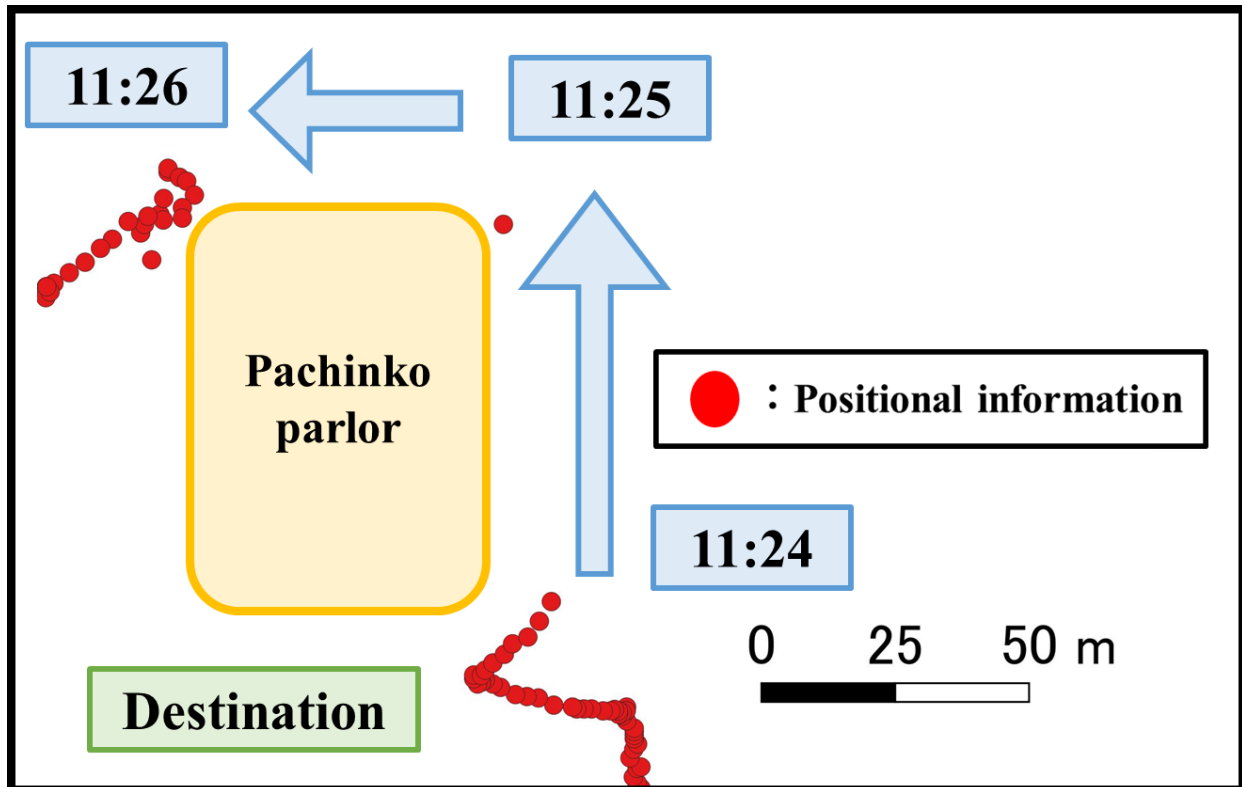 11:26
11:25
Pachinko
parlor
: Positional information
11:24
0 25 50 m
Destination